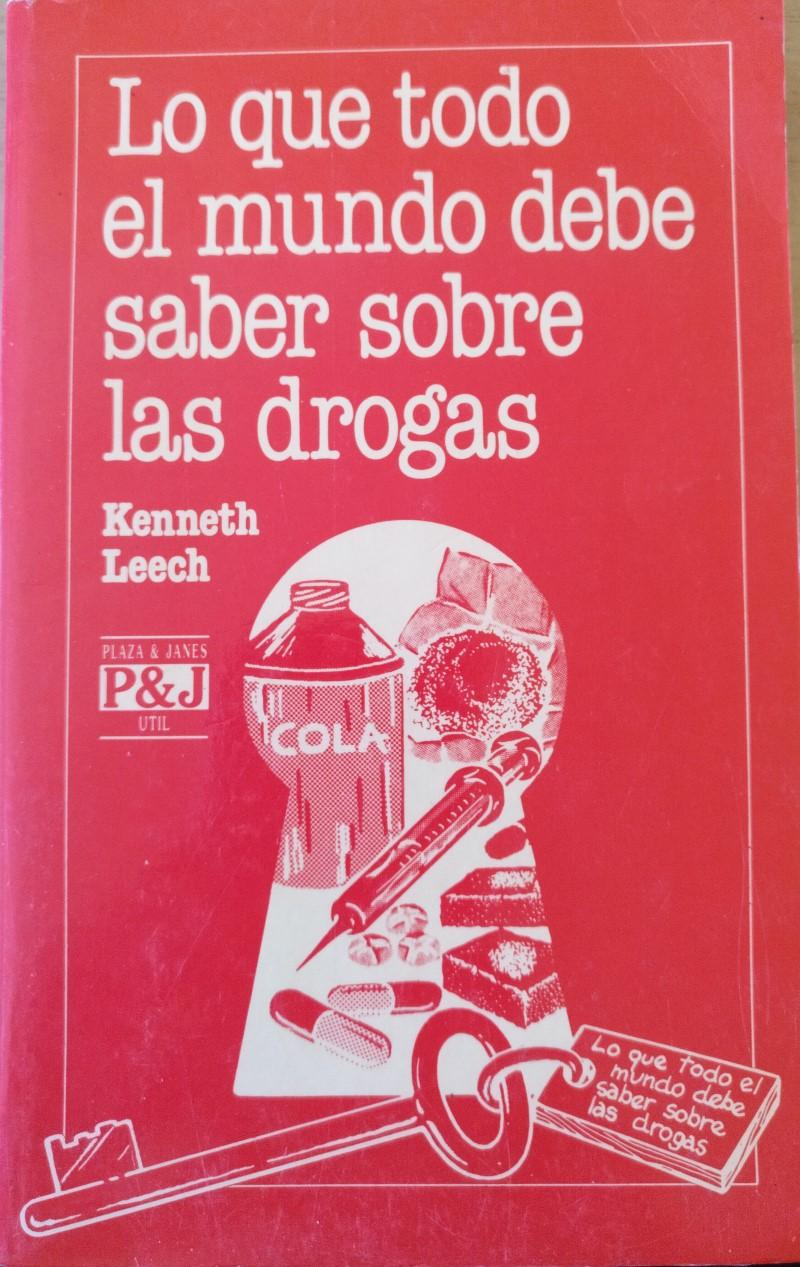 Lo que todo
el mundo debe
saber sobre
las drogas
Kenneth
Leech
PLAZA & JANES
P&J
UTIL
COLA
Lo que todo el
mundo debe
saber sobre
las drogas